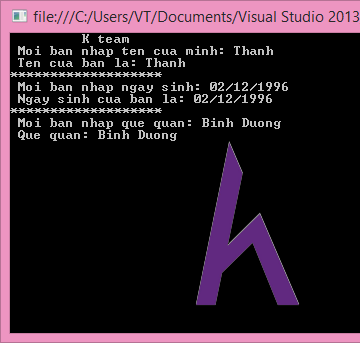 file:///C:/Users/VT/Documents/Visual Studio 2013
K team
Moi ban nhap ten cua minh: Thanh
Ten cua ban la: Thanh
*******************
Moi ban nhap ngay sinh: 02/12/1996
Ngay sinh cua ban la: 02/12/1996
*******************
Moi ban nhap que quan: Binh Duong
Que quan: Binh Duong